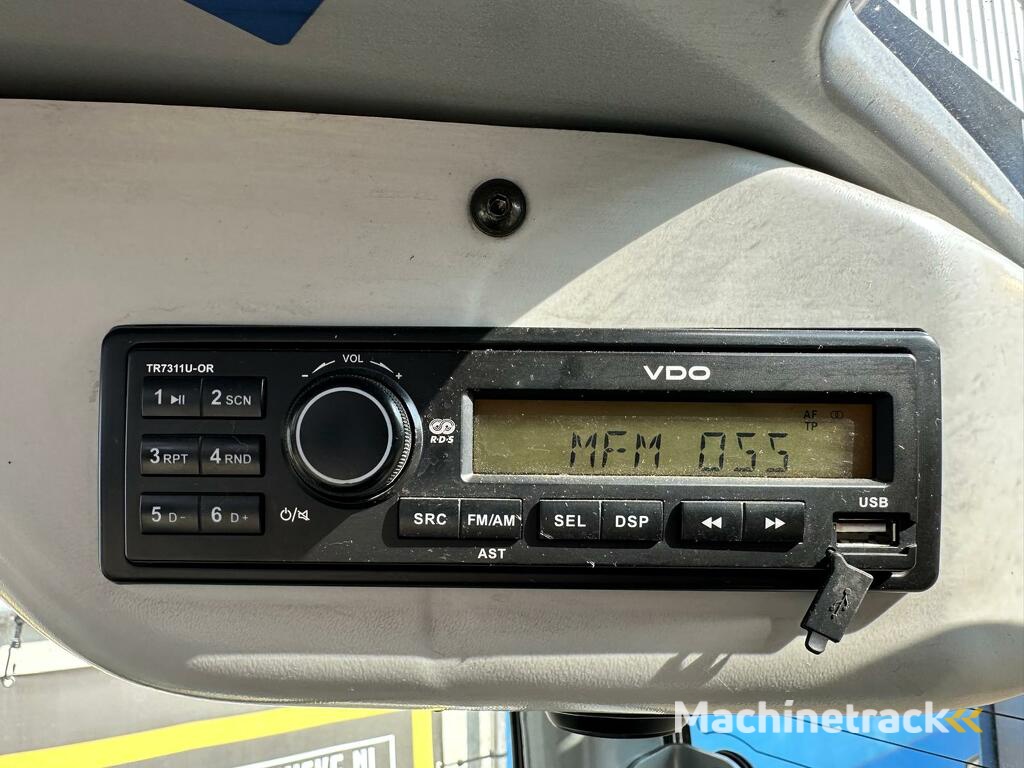 TR7311U-OR
VOL
- +
VDO
1 2 SCN
AF
TP
R·D·S
MFM 055
3 RPT 4 RND
USB
5 D- 6 D+
SRC FM/AM SEL DSP
AST
Machinetrack